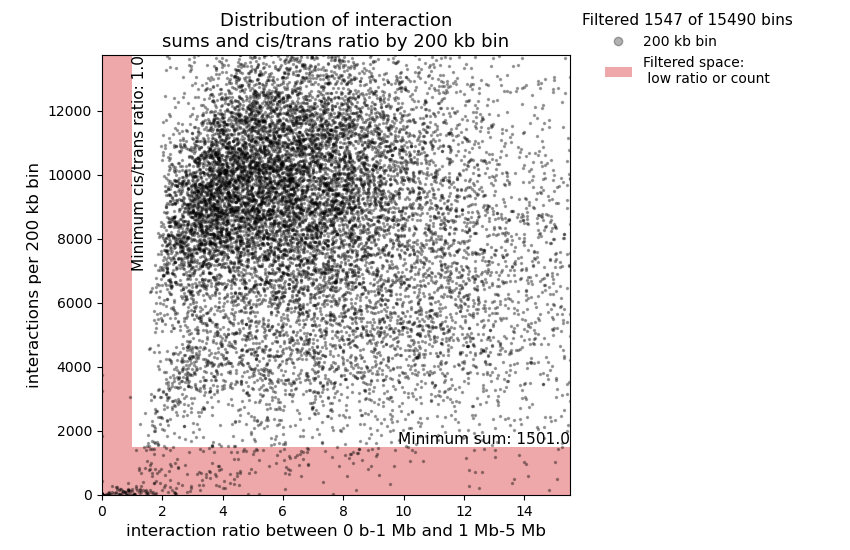 Distribution of interaction
sums and cis/trans ratio by 200 kb bin
Filtered 1547 of 15490 bins
200 kb bin
Filtered space:
low ratio or count
interactions per 200 kb bin
12000
10000
8000
6000
4000
2000
0
Minimum cis/trans ratio: 1.0
Minimum sum: 1501.0
0 2 4 6 8 10 12 14
interaction ratio between 0 b-1 Mb and 1 Mb-5 Mb